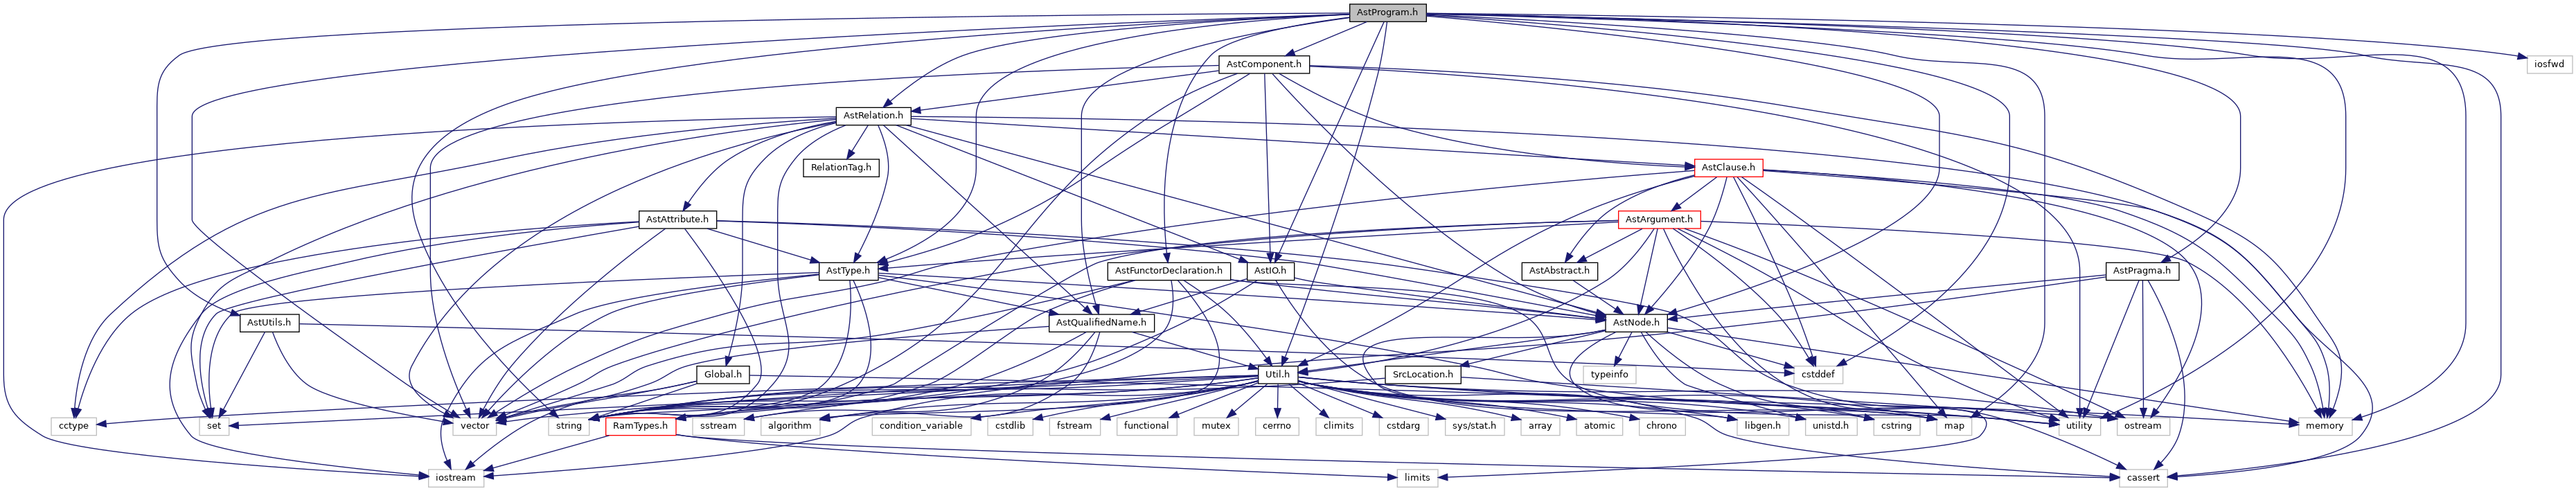 AstProgram.h
AstComponent.h
iosfwd
AstRelation.h
RelationTag.h
AstClause.h
AstAttribute.h
AstArgument.h
AstType.h
AstFunctorDeclaration.h
AstIO.h
AstAbstract.h
AstPragma.h
AstUtils.h
AstQualifiedName.h
AstNode.h
Global.h
Util.h
SrcLocation.h
typeinfo
cstddef
cctype
set
vector
string
RamTypes.h
sstream
algorithm
condition_variable
cstdlib
fstream
functional
mutex
cerrno
climits
cstdarg
sys/stat.h
array
atomic
chrono
libgen.h
unistd.h
cstring
map
utility
ostream
memory
iostream
limits
cassert